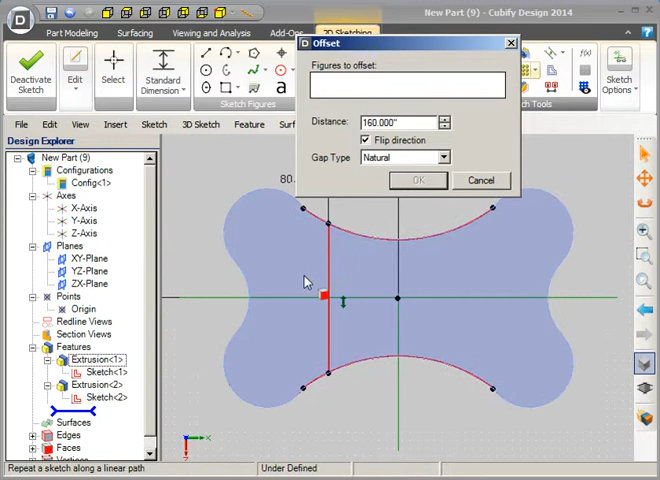 New Part (9) - Cubify Design 2014
Part Modeling
Surfacing
Viewing and Analysis
Add-Ons
2D Sketching
Deactivate Sketch
Edit
Select
Standard Dimension
Sketch Figures
Sketch Tools
Sketch Options
File
Edit
View
Insert
Sketch
3D Sketch
Feature
Offset
Figures to offset:
Distance:
160.000"
Flip direction
Gap Type
Natural
OK
Cancel
80.
Design Explorer
New Part (9)
Configurations
Config<1>
Axes
X-Axis
Y-Axis
Z-Axis
Planes
XY-Plane
YZ-Plane
ZX-Plane
Points
Origin
Redline Views
Section Views
Features
Extrusion<1>
Sketch<1>
Extrusion<2>
Sketch<2>
Surfaces
Edges
Faces
Repeat a sketch along a linear path
Under Defined